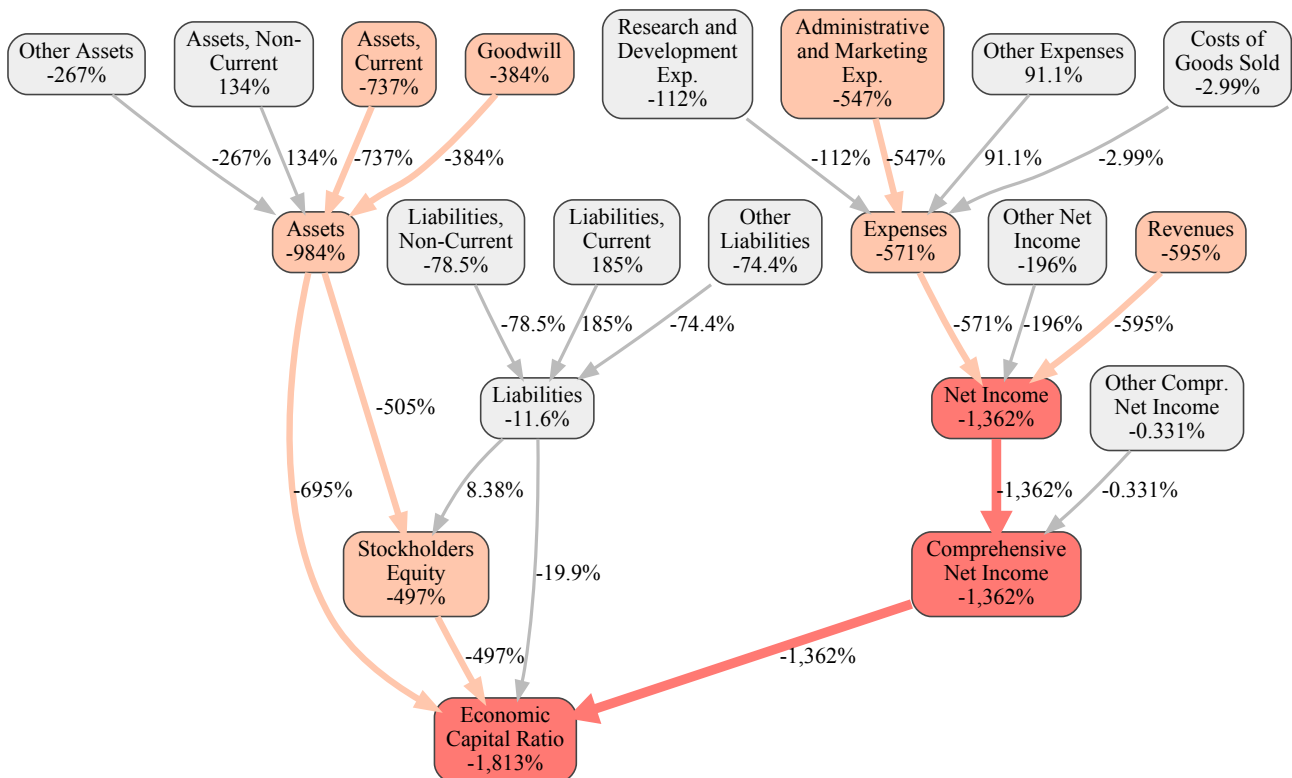 Other Assets
-267%
Assets, Non-
Current
134%
Assets,
Current
-737%
Goodwill
-384%
Research and
Development
Exp.
-112%
Administrative
and Marketing
Exp.
-547%
Other Expenses
91.1%
Costs of
Goods Sold
-2.99%
-267%
134%
-737%
-384%
-112%
-547%
91.1%
-2.99%
Assets
-984%
Liabilities,
Non-Current
-78.5%
Liabilities,
Current
185%
Other
Liabilities
-74.4%
Expenses
-571%
Other Net
Income
-196%
Revenues
-595%
-78.5%
185%
-74.4%
-571%
-196%
-595%
-505%
Liabilities
-11.6%
Net Income
-1,362%
Other Compr.
Net Income
-0.331%
-695%
8.38%
-1,362%
-0.331%
Stockholders
Equity
-497%
-19.9%
Comprehensive
Net Income
-1,362%
-497%
-1,362%
Economic
Capital Ratio
-1,813%